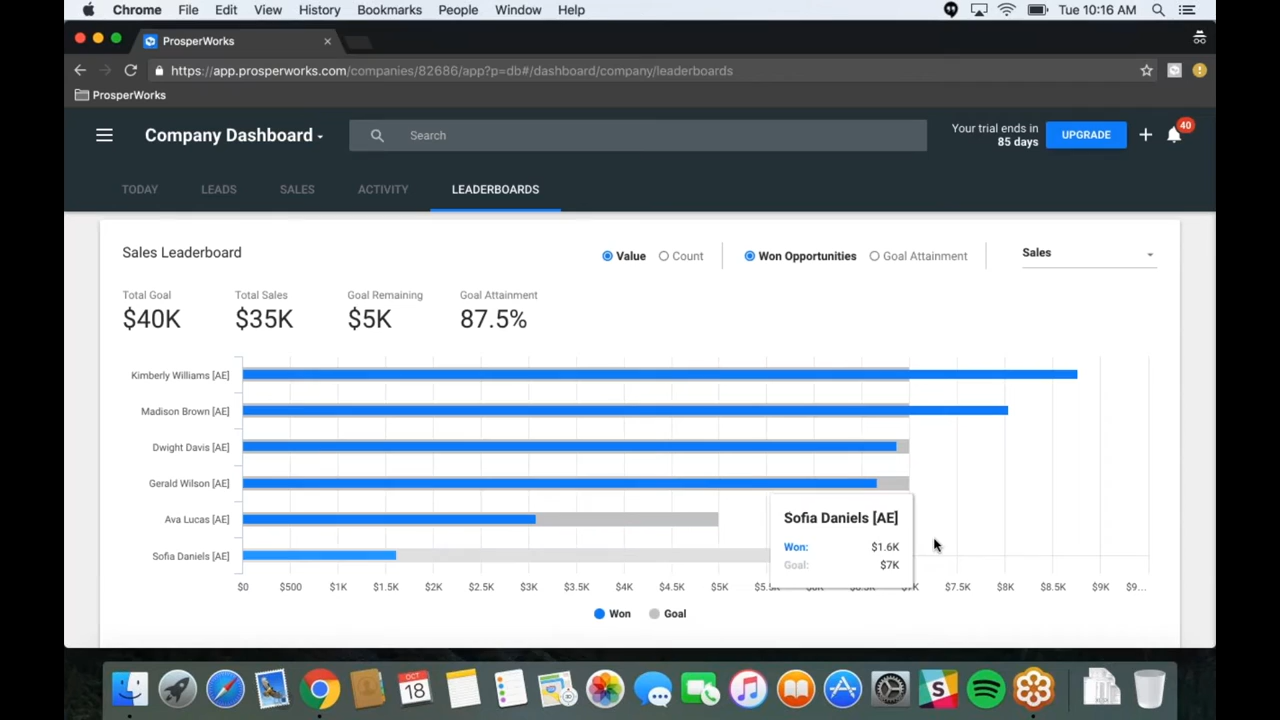 Chrome File Edit View History Bookmarks People Window Help Tue 10:16 AM
ProsperWorks
https://app.prosperworks.com/companies/82686/app?p=db#/dashboard/company/leaderboards
ProsperWorks
Company Dashboard
Search
Your trial ends in
85 days
UPGRADE
40
TODAY LEADS SALES ACTIVITY LEADERBOARDS
Sales Leaderboard
Value Count Won Opportunities Goal Attainment Sales
Total Goal Total Sales Goal Remaining Goal Attainment
$40K $35K $5K 87.5%
Kimberly Williams [AE]
Madison Brown [AE]
Dwight Davis [AE]
Gerald Wilson [AE]
Ava Lucas [AE]
Sofia Daniels [AE]
Sofia Daniels [AE]
Won: $1.6K
Goal: $7K
$0 $500 $1K $1.5K $2K $2.5K $3K $3.5K $4K $4.5K $5K $7.5K $8K $8.5K $9K $9...
Won Goal
OCT
18